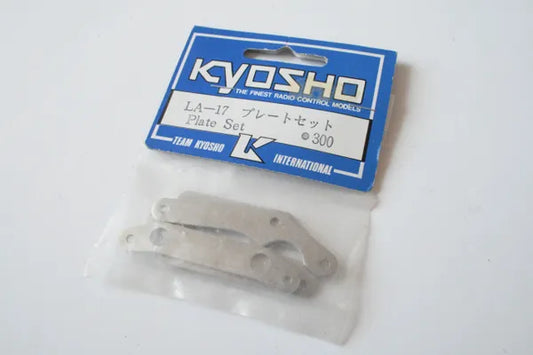 KYOSHO
THE FINEST RADIO CONTROL MODELS
LA-17 プレートセット
Plate Set 300
TEAM KYOSHO K INTERNATIONAL